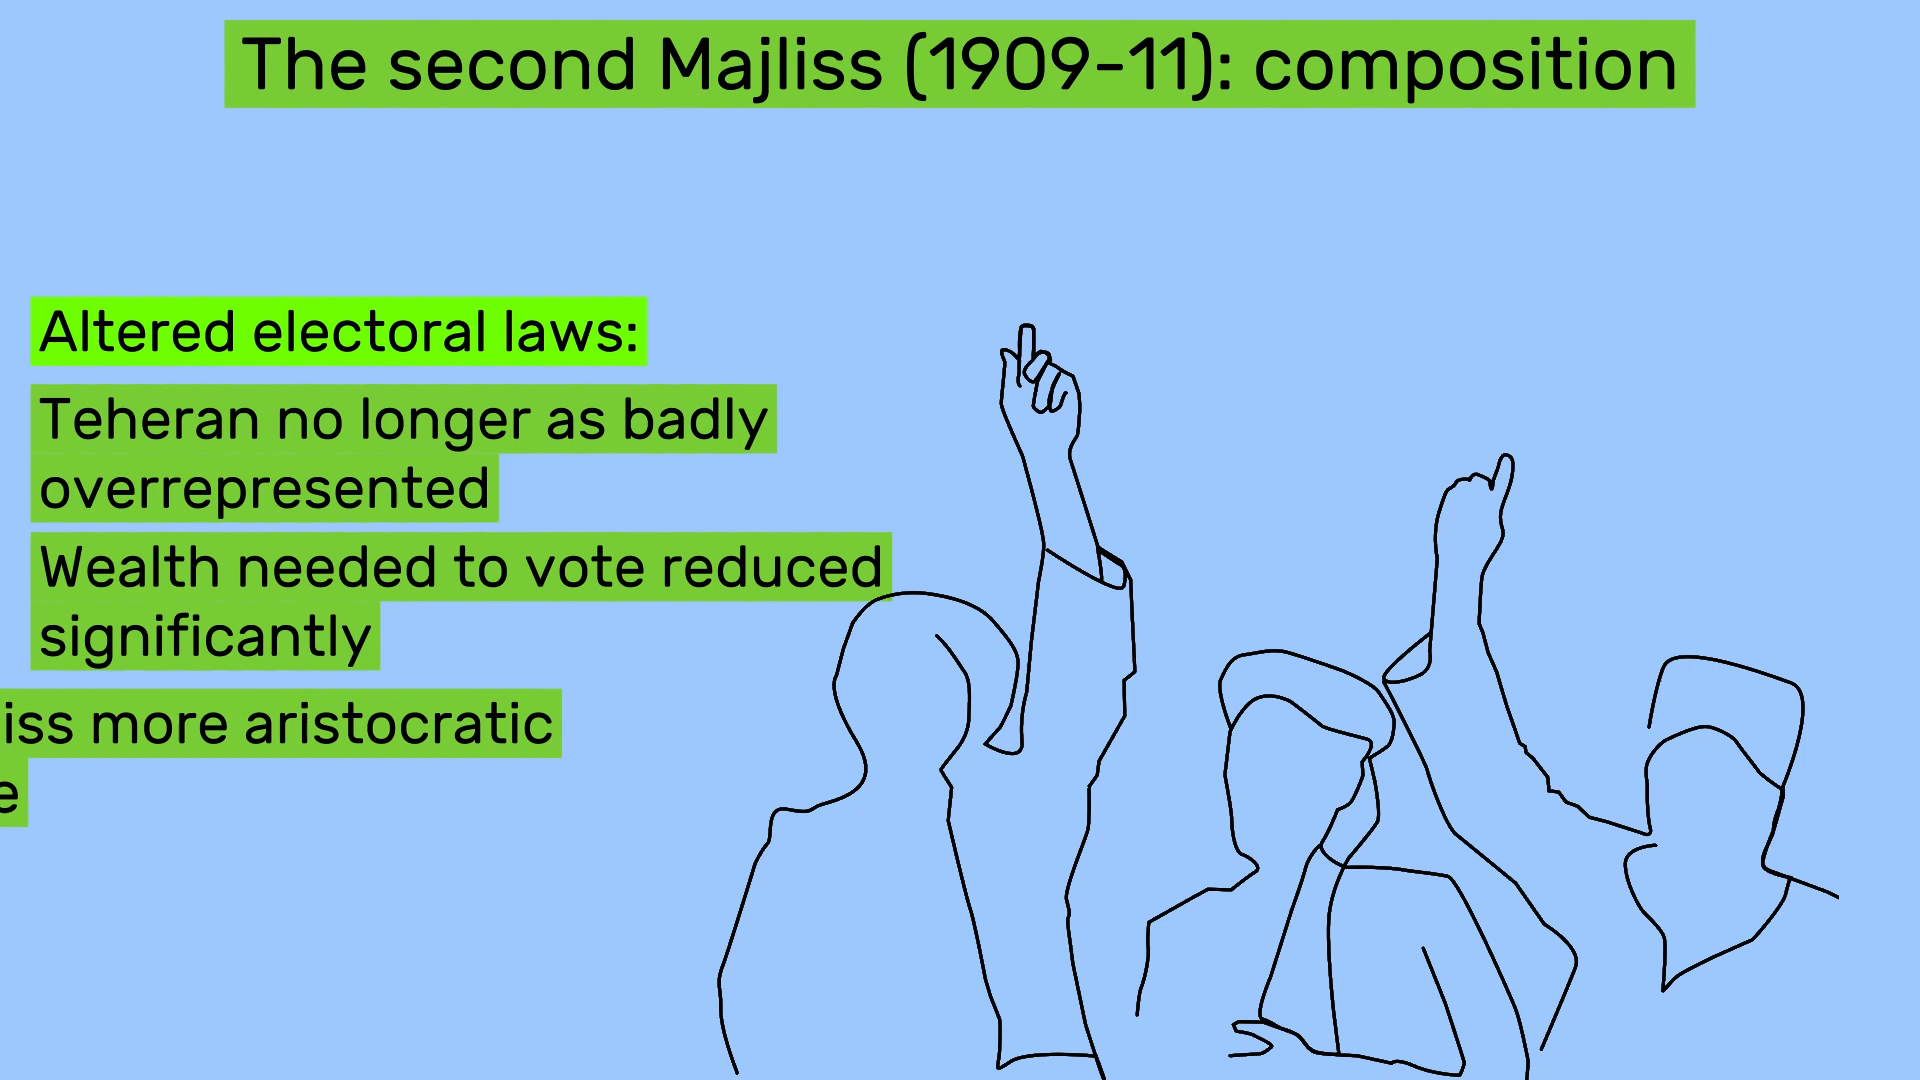 The second Majliss (1909-11): composition
Altered electoral laws:
Teheran no longer as badly
overrepresented
Wealth needed to vote reduced
significantly
iss more aristocratic
e